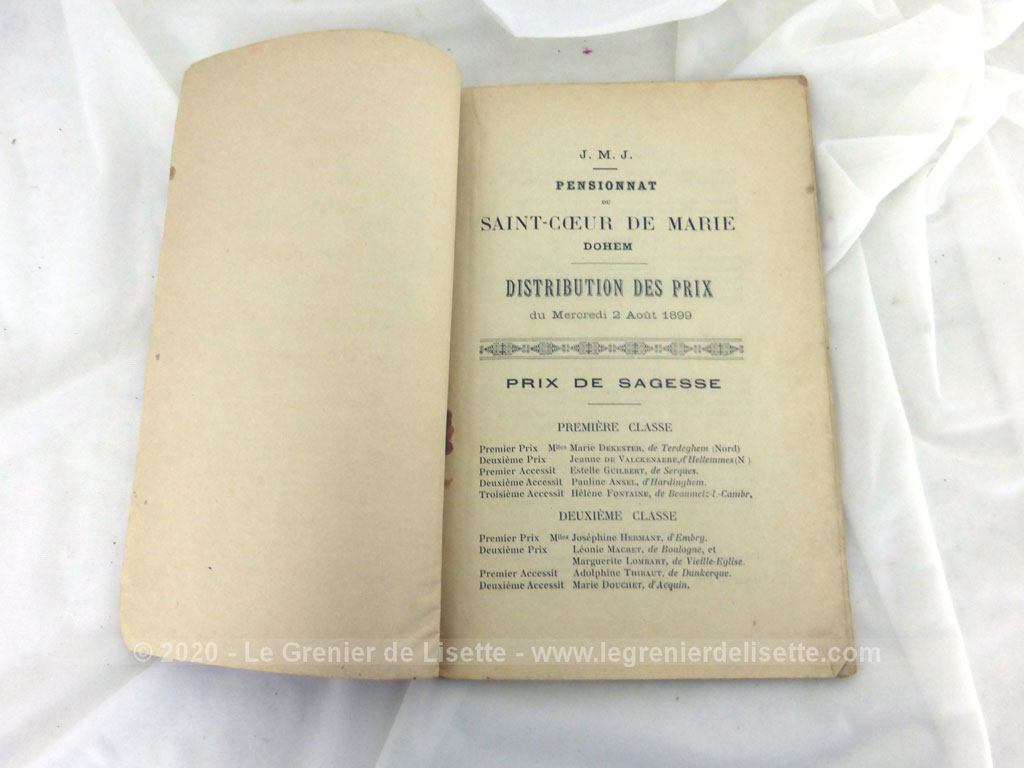 J. M. J.
PENSIONNAT
DU
SAINT-CŒUR DE MARIE
DOHEM
DISTRIBUTION DES PRIX
du Mercredi 2 Août 1899
PRIX DE SAGESSE
PREMIÈRE CLASSE
Premier Prix Mlles Marie DEKESTER, de Terdeghem (Nord)
Deuxième Prix Jeanne DE VALCKENAERE, d'Hellemmes (N )
Premier Accessit Estelle GUILBERT, de Serques.
Deuxième Accessit Pauline ANSEL, d'Hardinghem.
Troisième Accessit Hélène FONTAINE, de Beaumetz-l.-Cambr.
DEUXIÈME CLASSE
Premier Prix Mlles Joséphine HERMANT, d'Embry.
Deuxième Prix Léonie MACRET, de Boulogne, et
Marguerite LOMBART, de Vieille-Eglise.
Premier Accessit Adolphine THIBAUT, de Dunkerque.
Deuxième Accessit Marie DOUCHET, d'Acquin.
© 2020 - Le Grenier de Lisette - www.legrenierdelisette.com